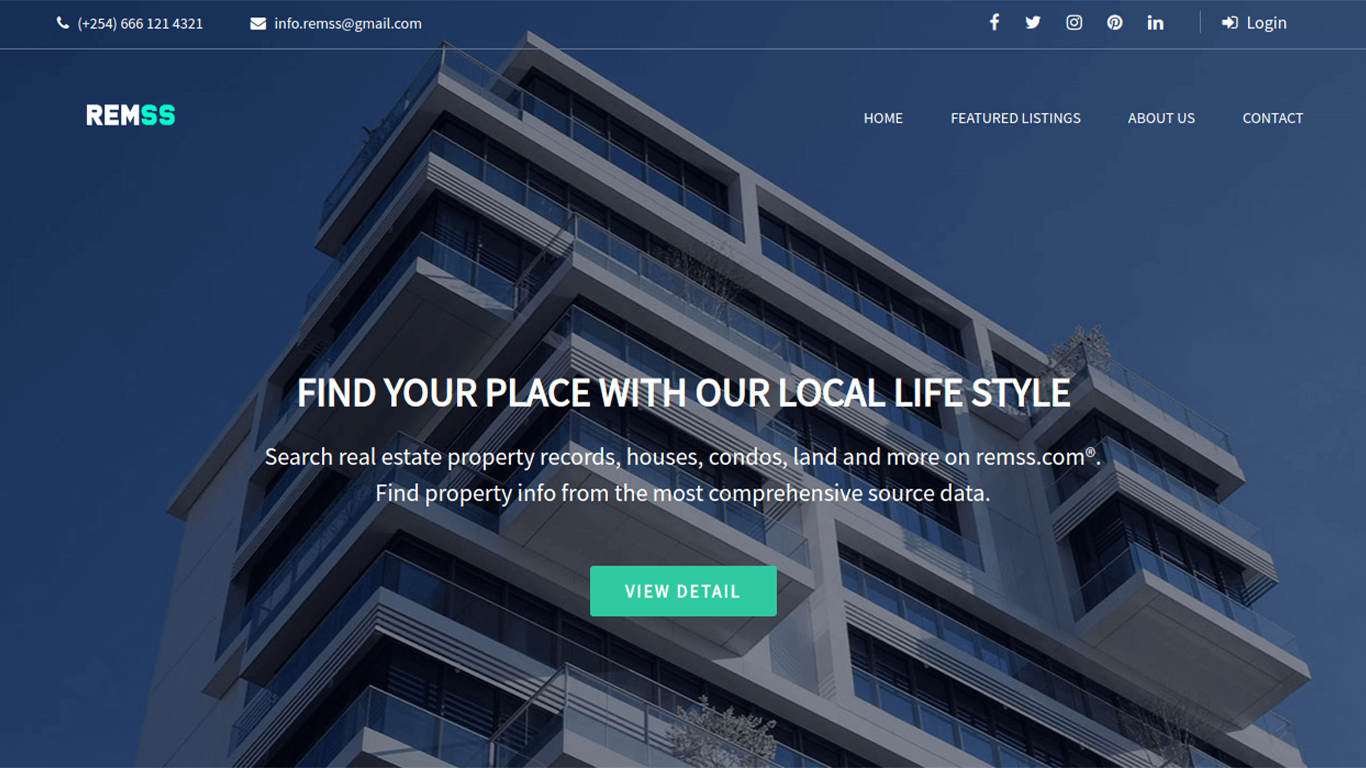 (+254) 666 121 4321
info.remss@gmail.com
Login
REMSS
HOME
FEATURED LISTINGS
ABOUT US
CONTACT
FIND YOUR PLACE WITH OUR LOCAL LIFE STYLE
Search real estate property records, houses, condos, land and more on remss.com®.
Find property info from the most comprehensive source data.
VIEW DETAIL